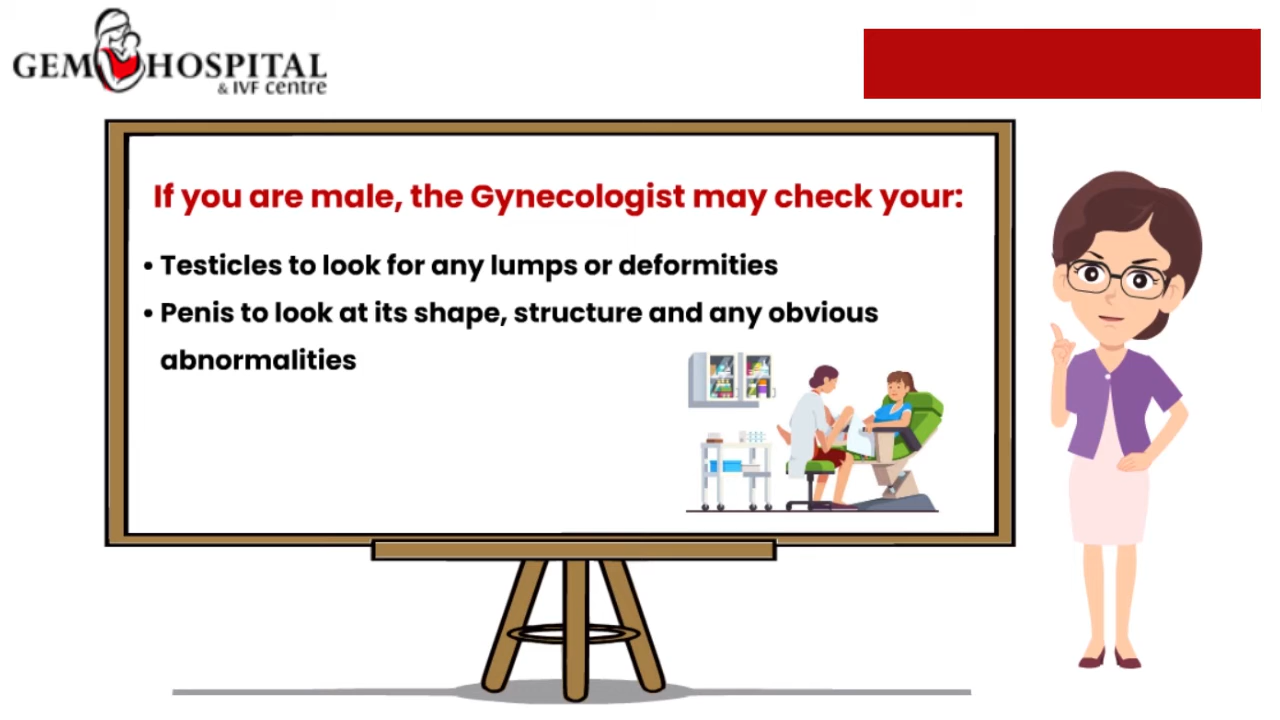 GEM HOSPITAL
& IVF centre
If you are male, the Gynecologist may check your:
• Testicles to look for any lumps or deformities
• Penis to look at its shape, structure and any obvious
abnormalities